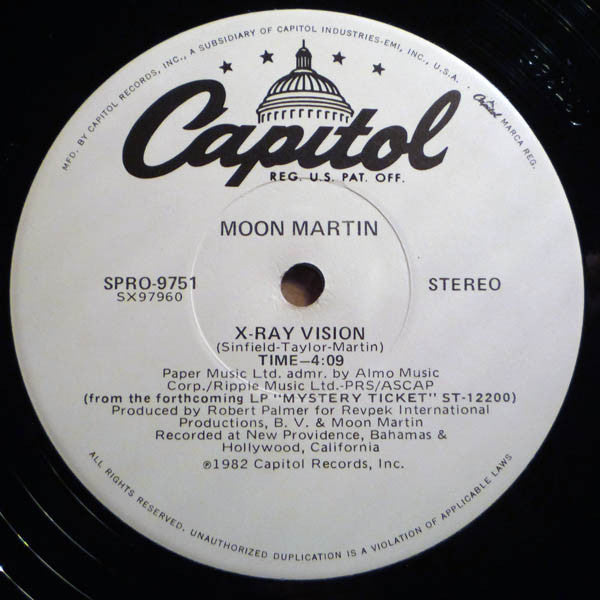 MFD. BY CAPITOL RECORDS, INC., A SUBSIDIARY OF CAPITOL INDUSTRIES-EMI, INC., U.S.A. · Capitol MARCA REG.
Capitol
REG. U.S. PAT. OFF.
MOON MARTIN
SPRO-9751
SX97960
STEREO
X-RAY VISION
(Sinfield-Taylor-Martin)
TIME—4:09
Paper Music Ltd. admr. by Almo Music
Corp./Ripple Music Ltd.-PRS/ASCAP
(from the forthcoming LP "MYSTERY TICKET" ST-12200)
Produced by Robert Palmer for Revpek International
Productions, B. V. & Moon Martin
Recorded at New Providence, Bahamas &
Hollywood, California
℗1982 Capitol Records, Inc.
ALL RIGHTS RESERVED. UNAUTHORIZED DUPLICATION IS A VIOLATION OF APPLICABLE LAWS